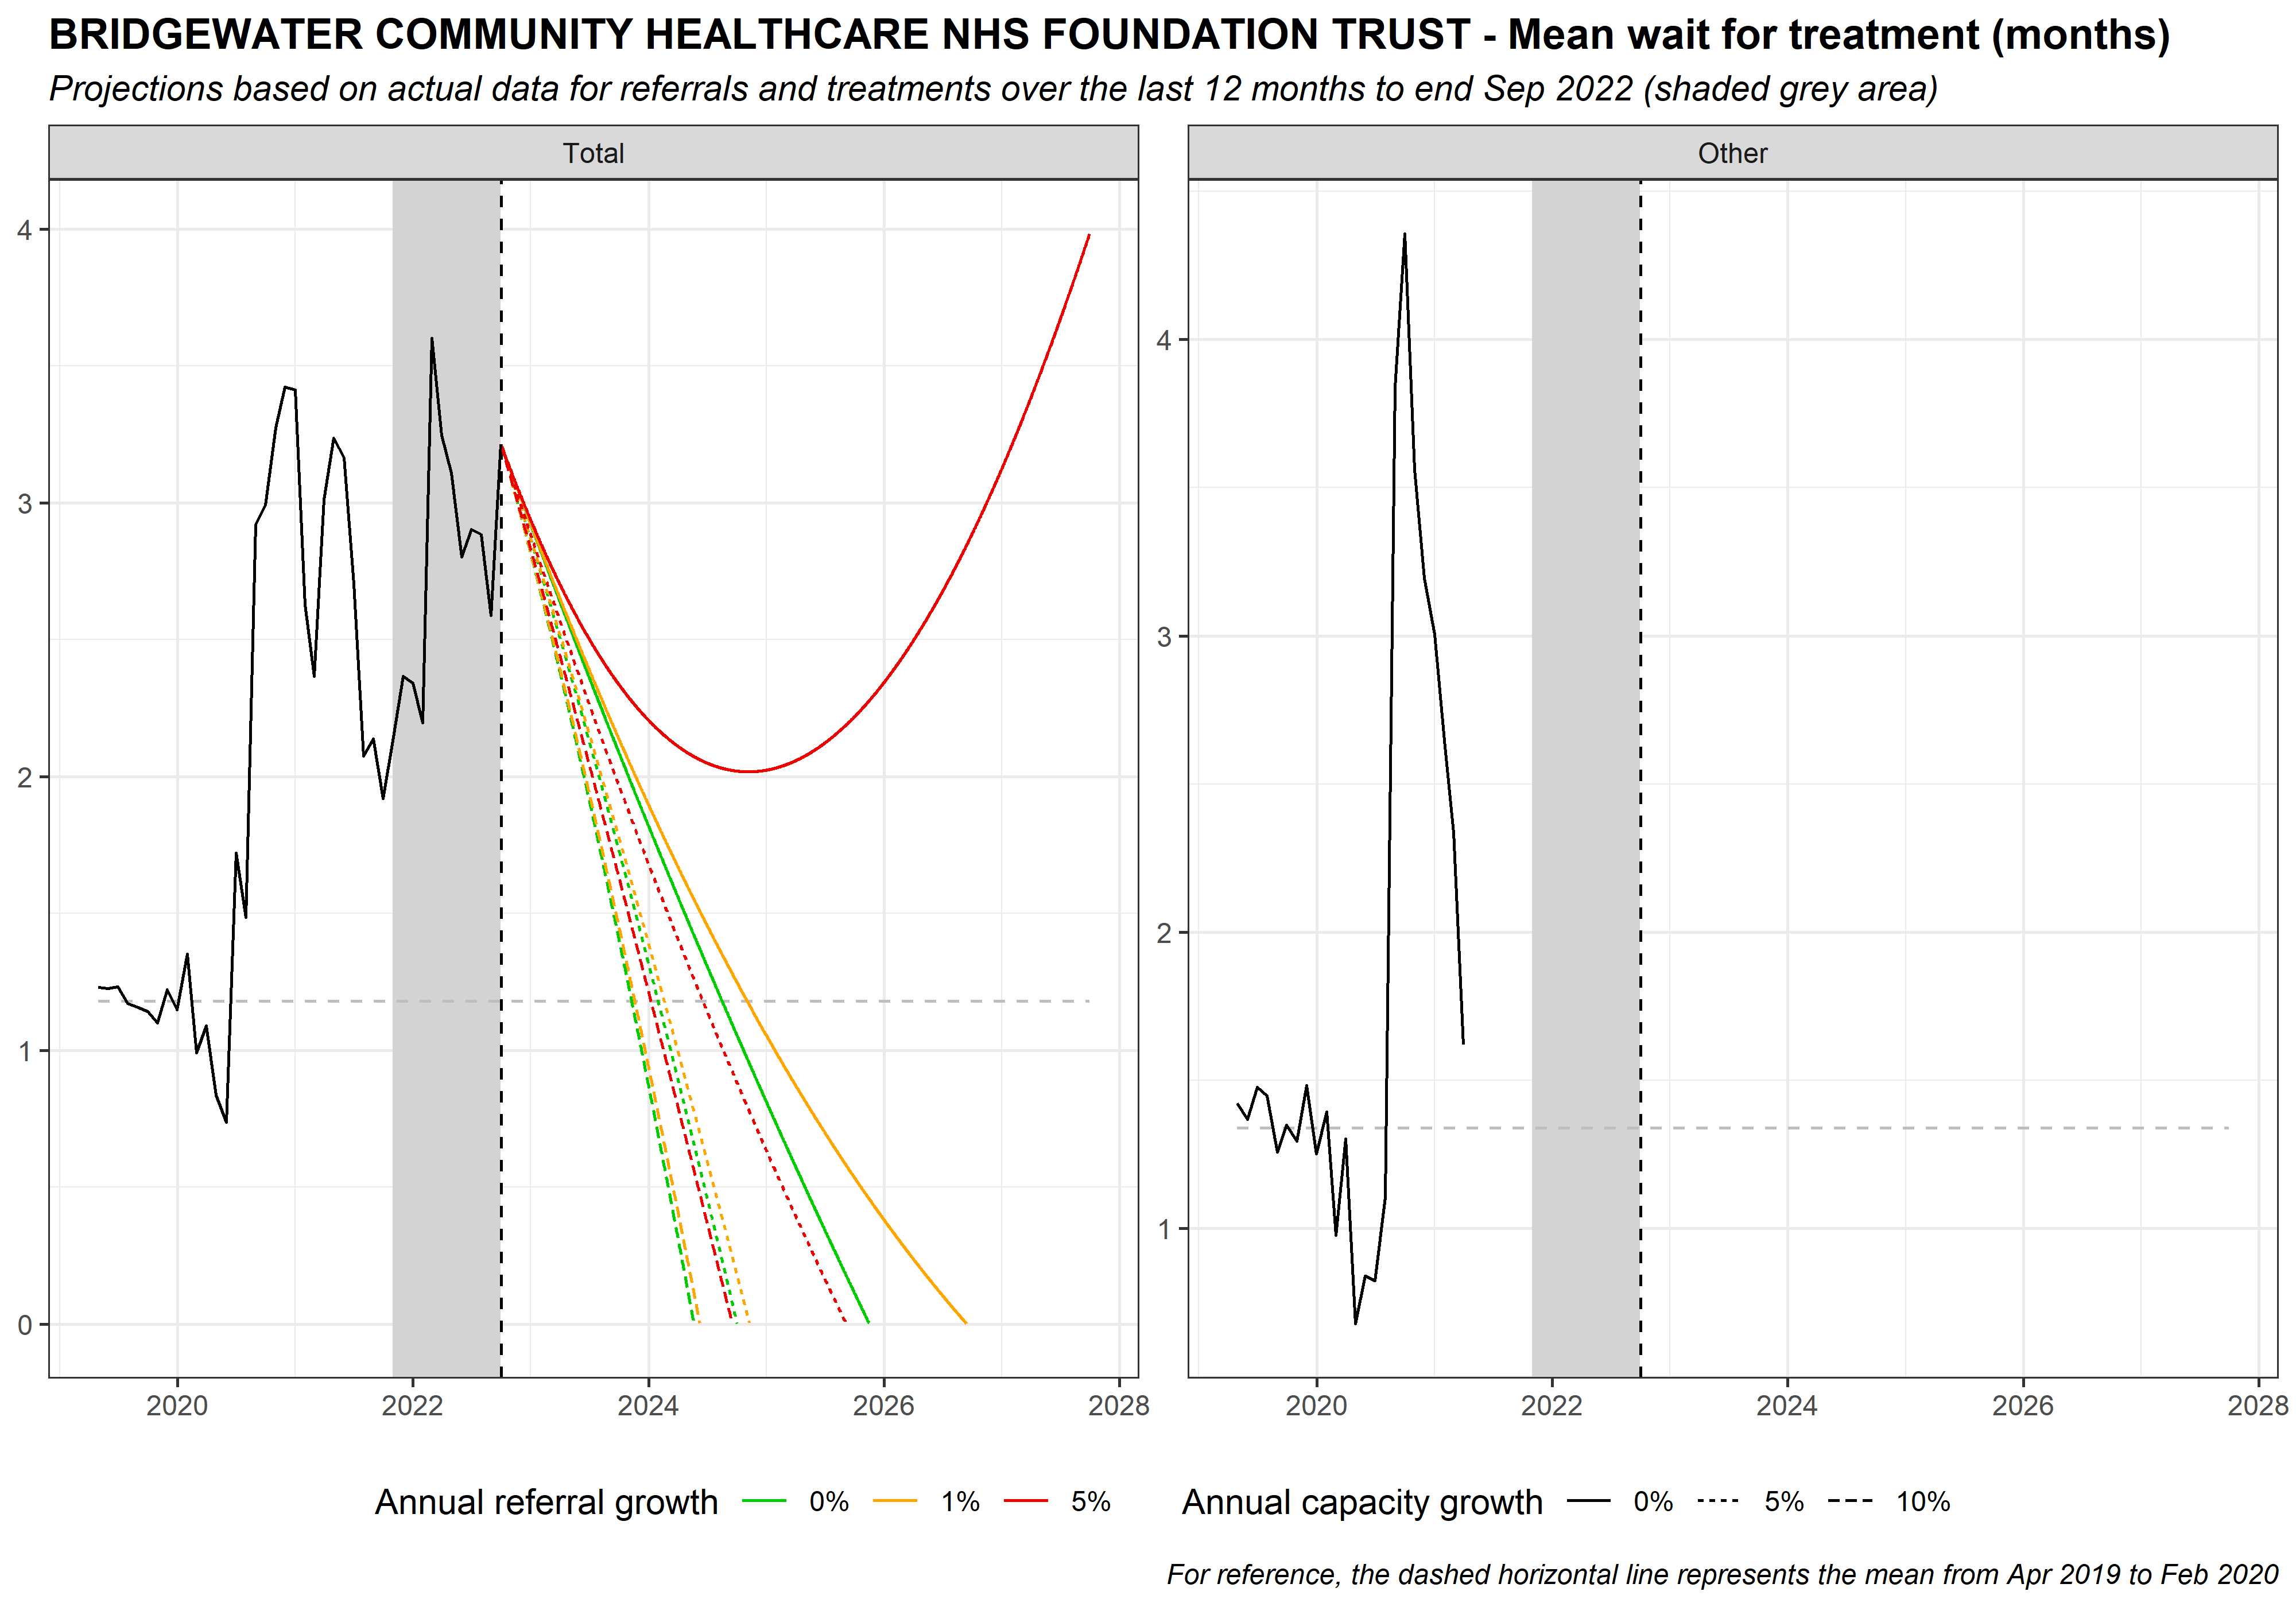 BRIDGEWATER COMMUNITY HEALTHCARE NHS FOUNDATION TRUST - Mean wait for treatment (months)
Projections based on actual data for referrals and treatments over the last 12 months to end Sep 2022 (shaded grey area)
Total
Other
4
3
2
1
0
4
3
2
1
2020 2022 2024 2026 2028
2020 2022 2024 2026 2028
Annual referral growth 0% 1% 5%
Annual capacity growth 0% 5% 10%
For reference, the dashed horizontal line represents the mean from Apr 2019 to Feb 2020